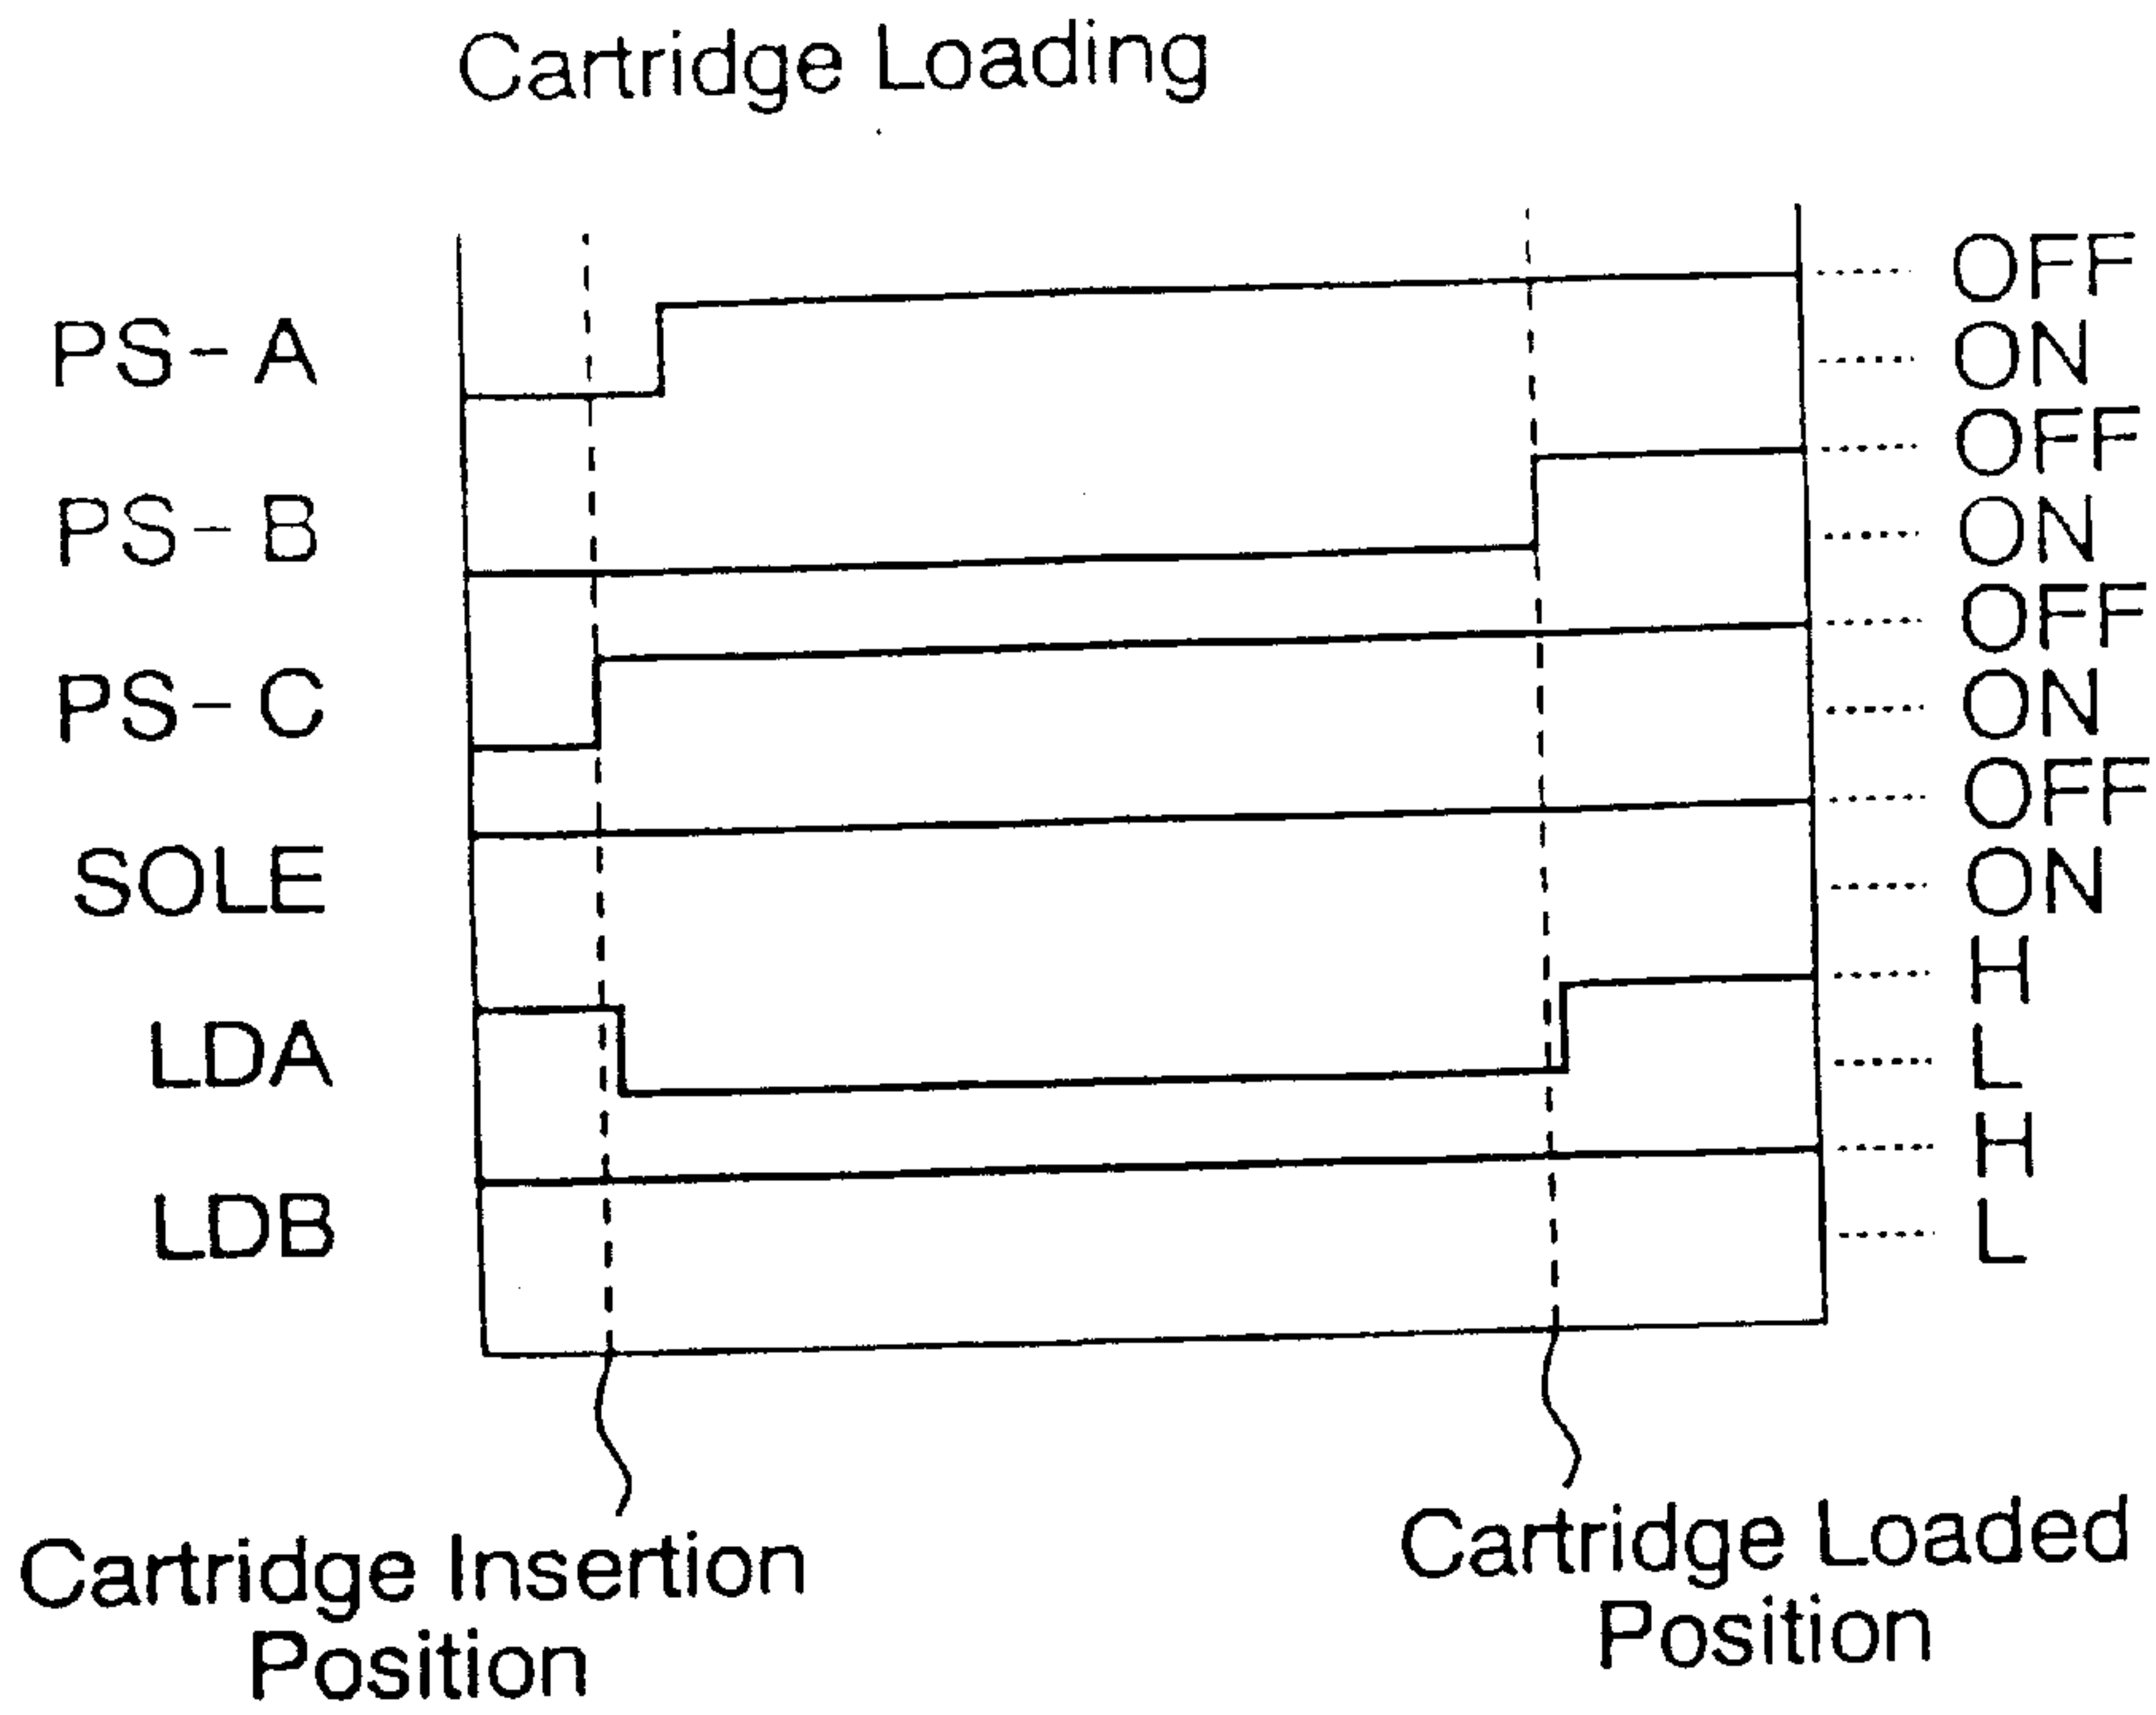 Cartridge Loading
OFF
PS-A
ON
OFF
PS-B
ON
OFF
PS-C
ON
OFF
SOLE
ON
H
LDA
L
H
LDB
L
Cartridge Insertion
Position
Cartridge Loaded
Position